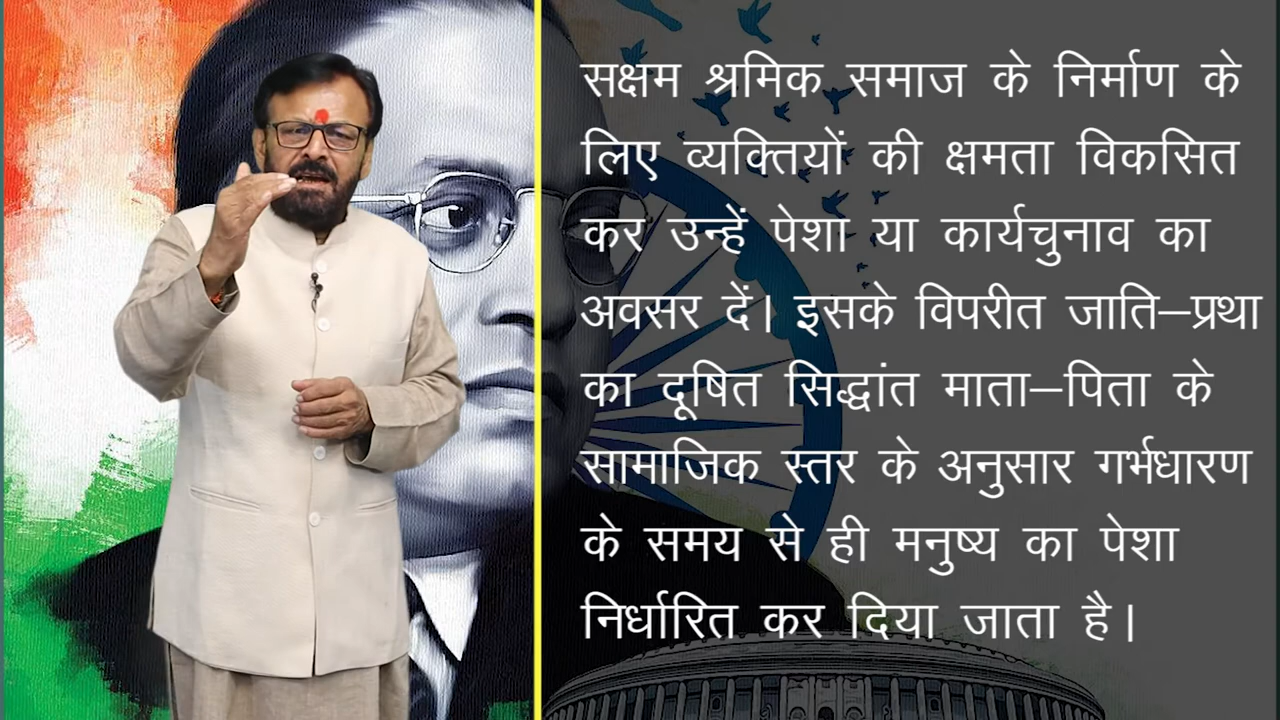 सक्षम श्रमिक समाज के निर्माण के
लिए व्यक्तियों की क्षमता विकसित
कर उन्हें पेशा या कार्यचुनाव का
अवसर दें। इसके विपरीत जाति–प्रथा
का दूषित सिद्धांत माता–पिता के
सामाजिक स्तर के अनुसार गर्भधारण
के समय से ही मनुष्य का पेशा
निर्धारित कर दिया जाता है।